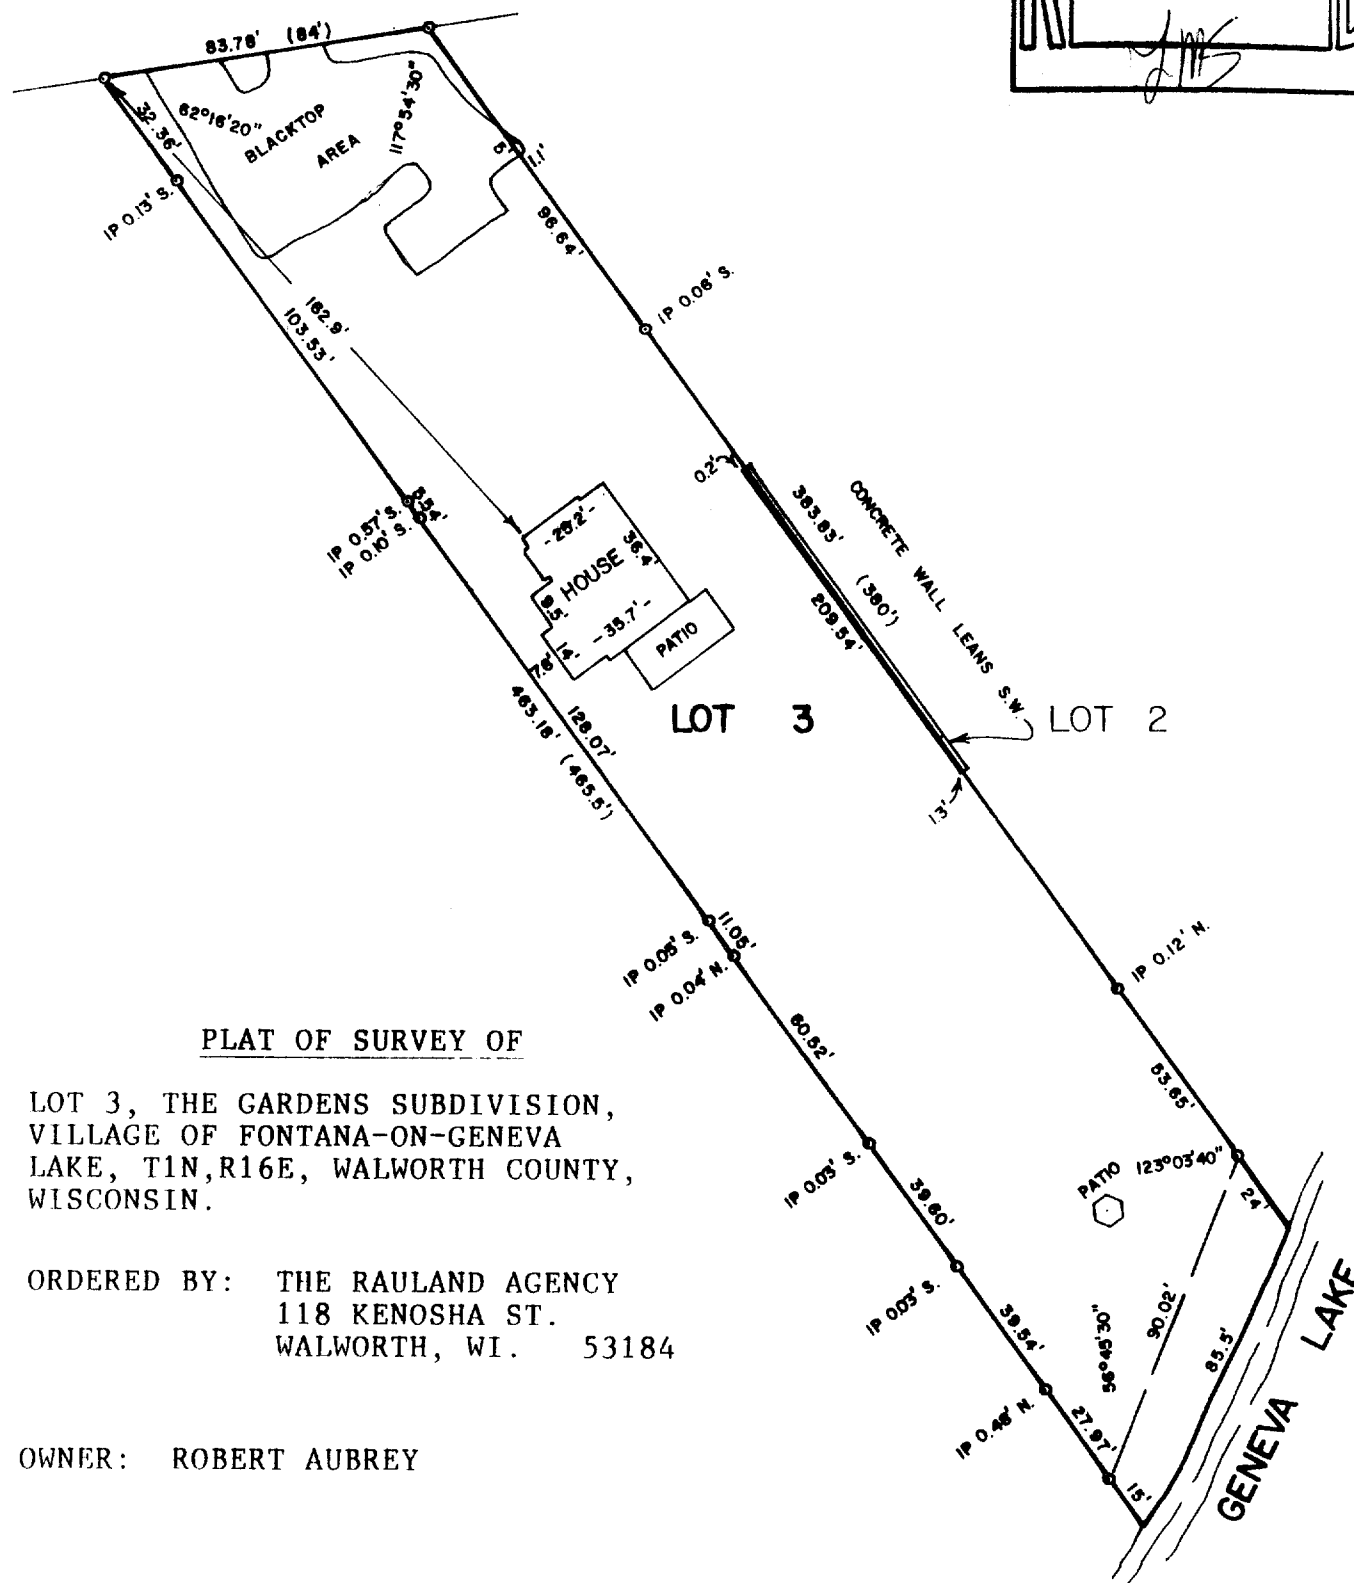 83.78' (84')
32.36'
62°16'20"
BLACKTOP
AREA
117°54'30"
5'
1.1'
IP 0.13' S.
96.64'
IP 0.06' S.
162.9'
103.53'
0.2'
383.83'
(380')
209.54'
CONCRETE WALL LEANS S.W.
IP 0.57' S.
IP 0.10' S.
-29.2'-
36.4'
HOUSE
9.5'
-35.7'-
14'
PATIO
7.6'
LOT 3
LOT 2
128.07'
463.18' (465.5')
1.3'
IP 0.05' S.
11.05'
IP 0.04' N.
IP 0.12' N.
60.52'
53.65'
PLAT OF SURVEY OF
LOT 3, THE GARDENS SUBDIVISION,
VILLAGE OF FONTANA-ON-GENEVA
LAKE, T1N,R16E, WALWORTH COUNTY,
WISCONSIN.
IP 0.03' S.
39.60'
PATIO
123°03'40"
24'
ORDERED BY: THE RAULAND AGENCY
118 KENOSHA ST.
WALWORTH, WI. 53184
IP 0.03' S.
39.54'
56°45'30"
90.02'
85.5'
GENEVA LAKE
IP 0.48' N.
27.97'
15'
OWNER: ROBERT AUBREY